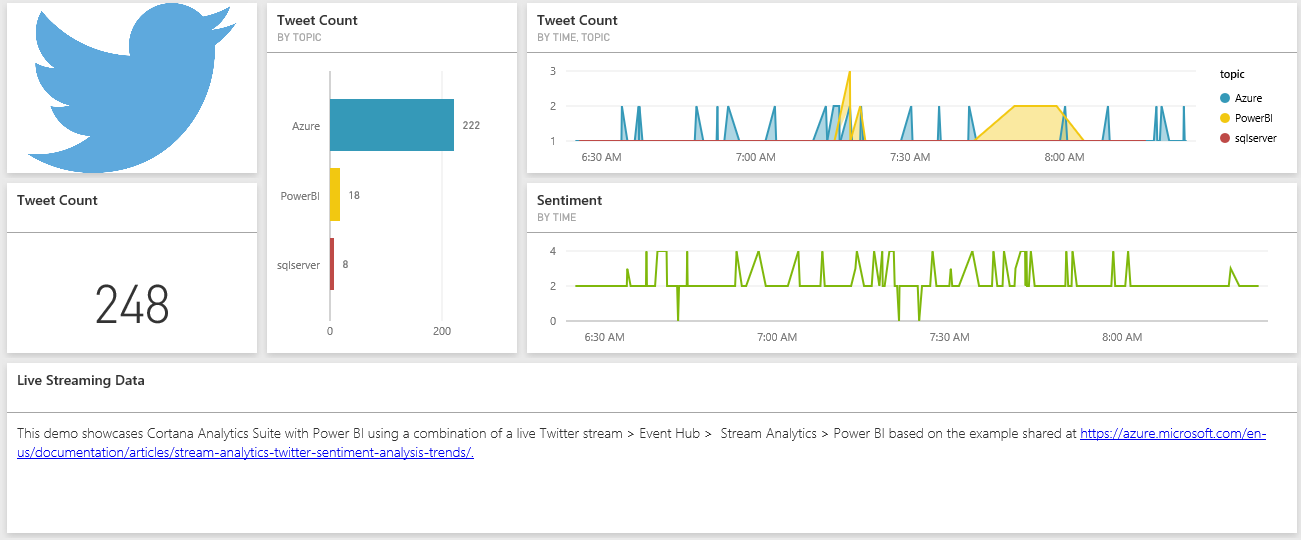 Tweet Count
BY TOPIC
Azure
222
PowerBI
18
sqlserver
8
0
200
Tweet Count
BY TIME, TOPIC
3
2
1
6:30 AM
7:00 AM
7:30 AM
8:00 AM
topic
Azure
PowerBI
sqlserver
Tweet Count
248
Sentiment
BY TIME
4
2
0
6:30 AM
7:00 AM
7:30 AM
8:00 AM
Live Streaming Data
This demo showcases Cortana Analytics Suite with Power BI using a combination of a live Twitter stream > Event Hub >  Stream Analytics > Power BI based on the example shared at https://azure.microsoft.com/en-
us/documentation/articles/stream-analytics-twitter-sentiment-analysis-trends/.